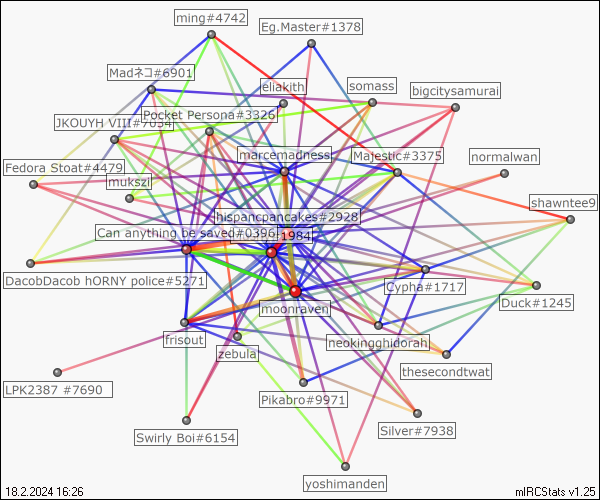 ming#4742
Eg.Master#1378
Madネコ#6901
eliakith
somass
bigcitysamurai
Pocket Persona#3326
JKOUYH VIII#7034
marcemadness
Majestic#3375
normalwan
Fedora Stoat#4479
mukszi
shawntee9
hispancpancakes#2928
Can anything be saved#0396
1984
DacobDacob hORNY police#5271
Cypha#1717
Duck#1245
moonraven
frisout
neokingghidorah
zebula
thesecondtwat
LPK2387 #7690
Pikabro#9971
Silver#7938
Swirly Boi#6154
yoshimanden
18.2.2024 16:26
mIRCStats v1.25